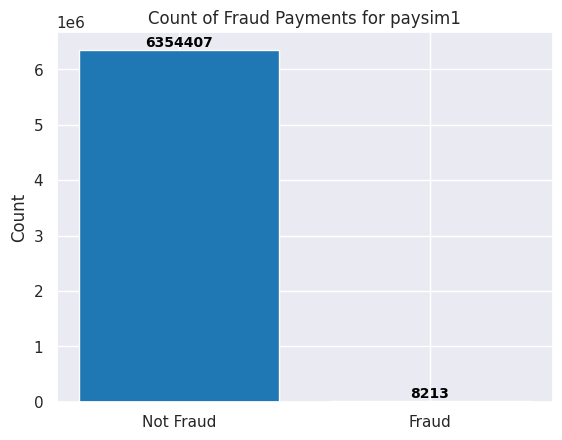 Count of Fraud Payments for paysim1
1e6
6354407
6
5
4
3
2
1
0
Count
8213
Not Fraud
Fraud